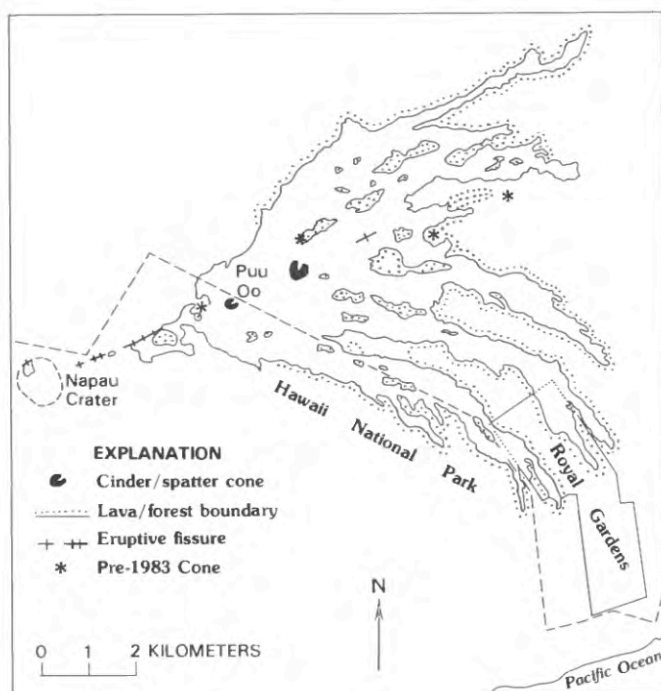 Puu
Oo
Napau
Crater
Hawaii National Park
Royal
Gardens
EXPLANATION
Cinder/spatter cone
Lava/forest boundary
Eruptive fissure
Pre-1983 Cone
N
0 1 2 KILOMETERS
Pacific Ocean